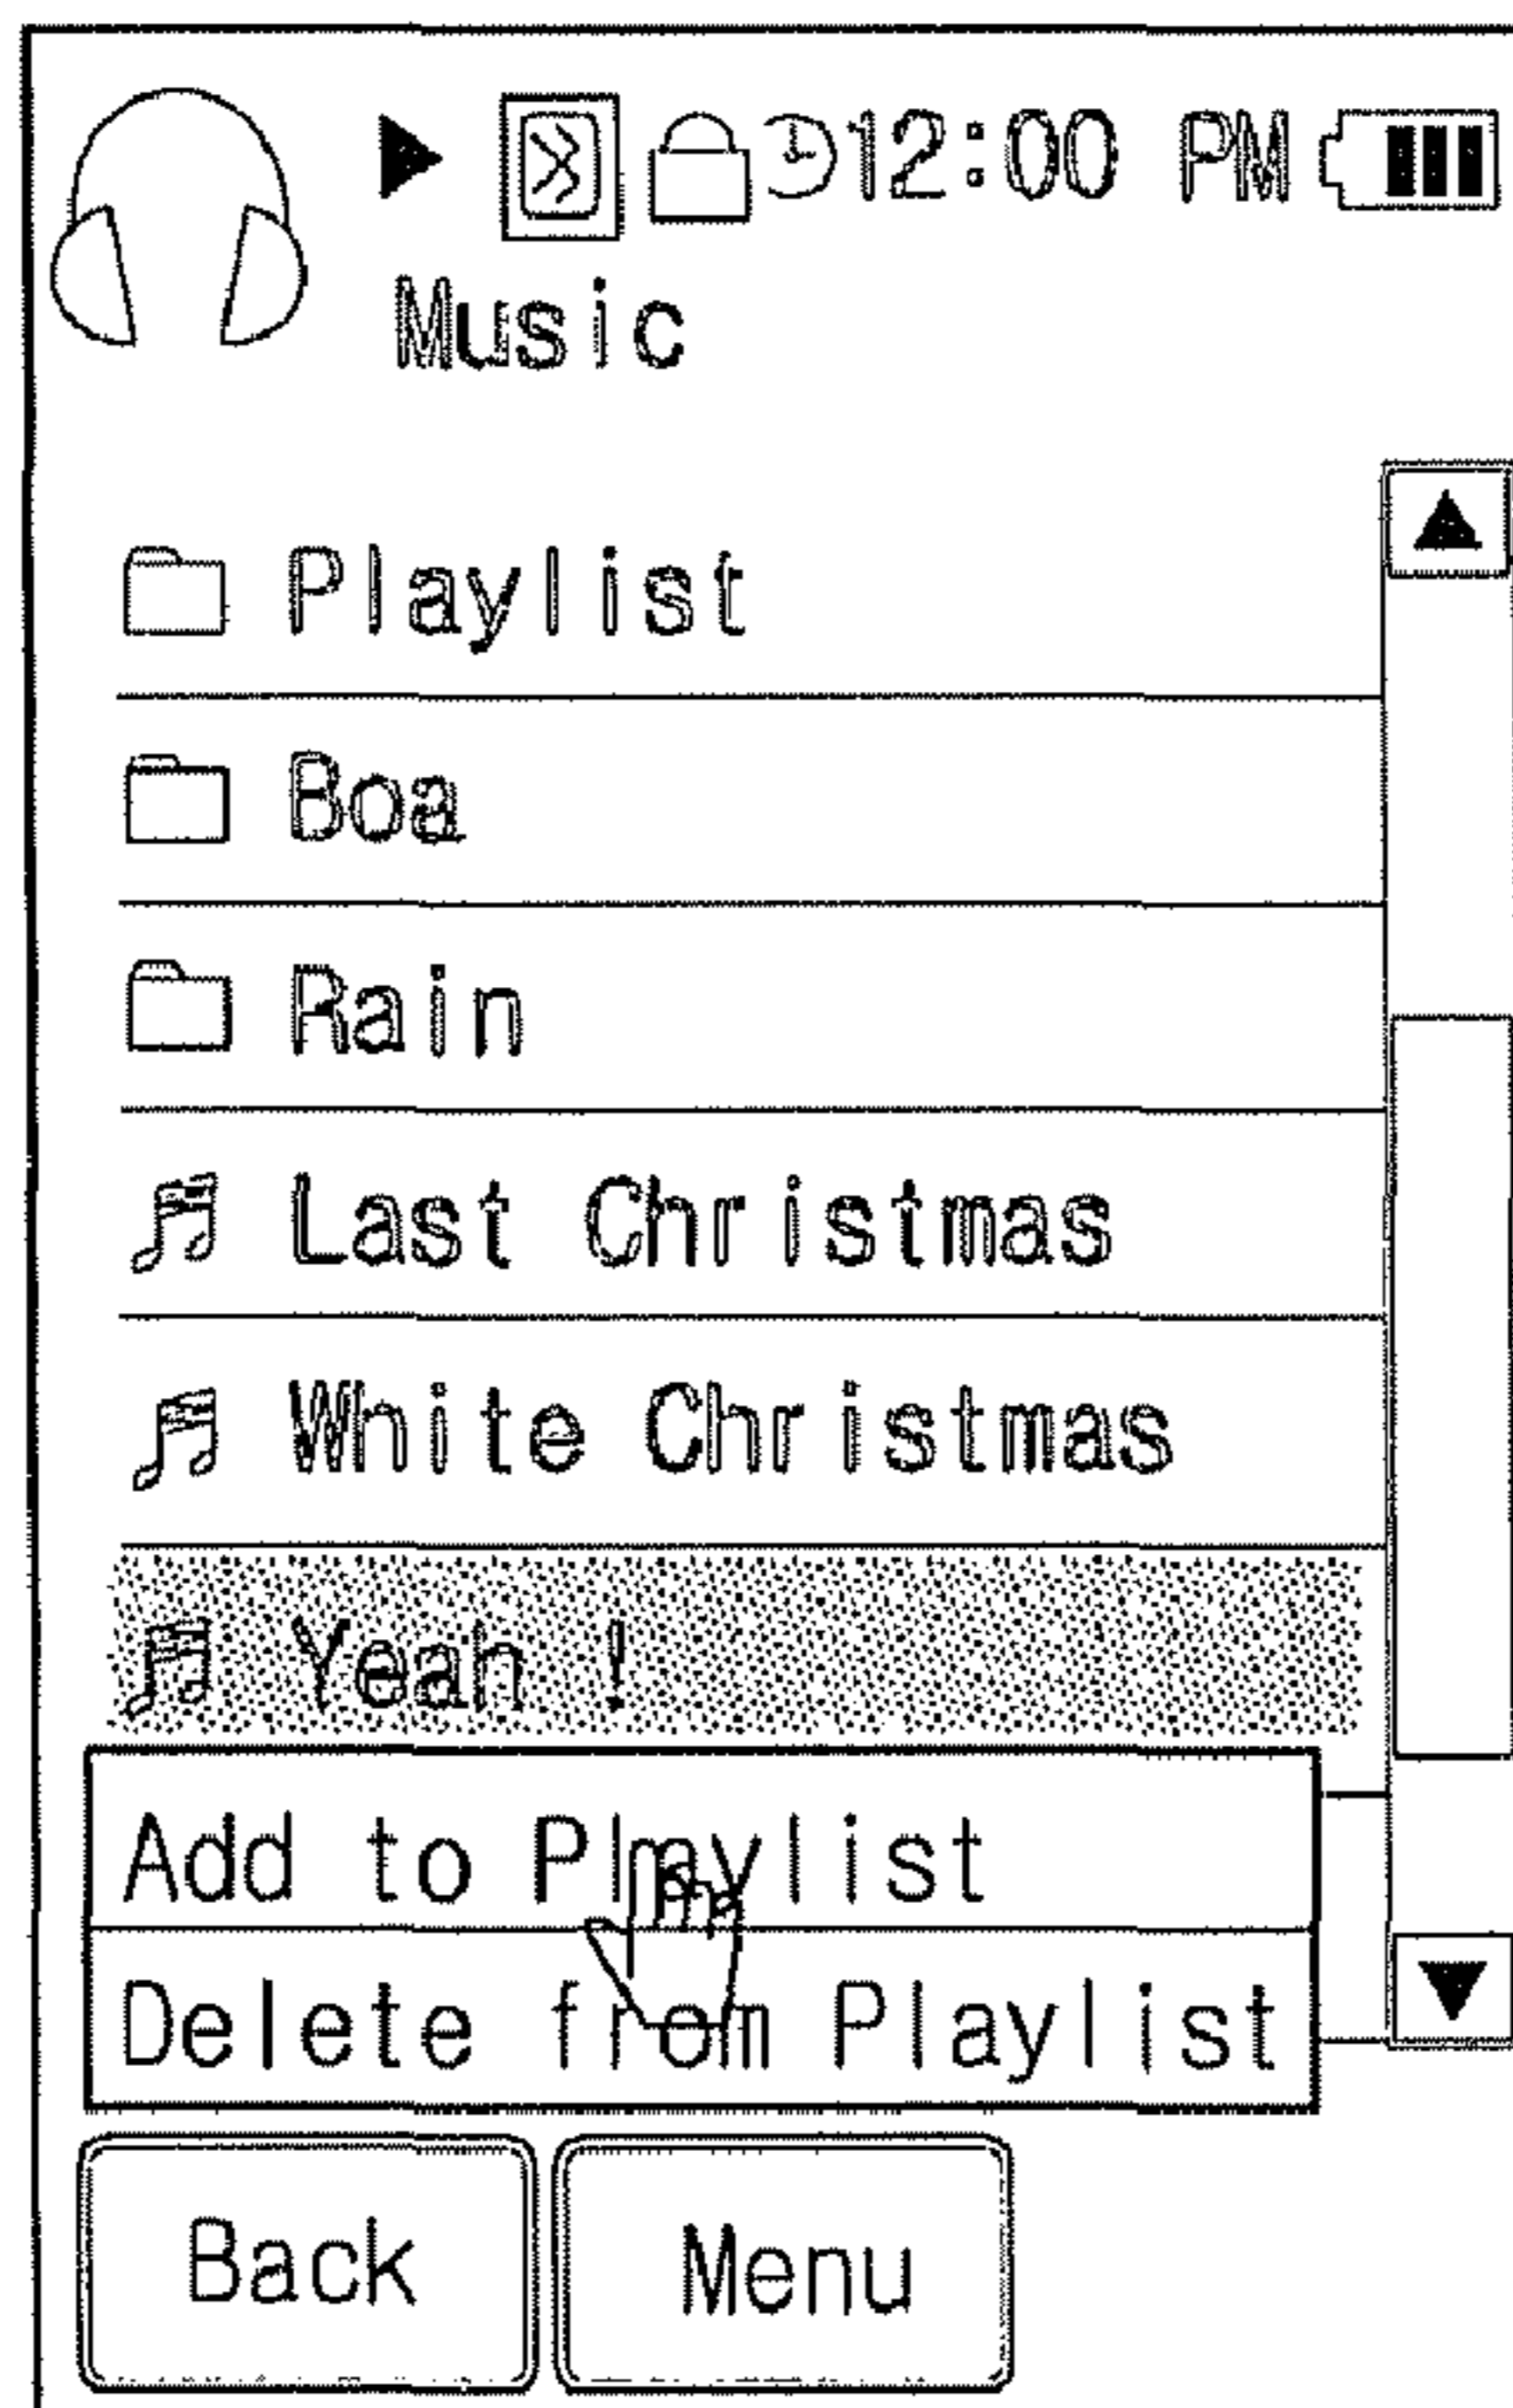 12:00 PM
Music
Playlist
Boa
Rain
Last Christmas
White Christmas
Yeah !
Add to Playlist
Delete from Playlist
Back Menu